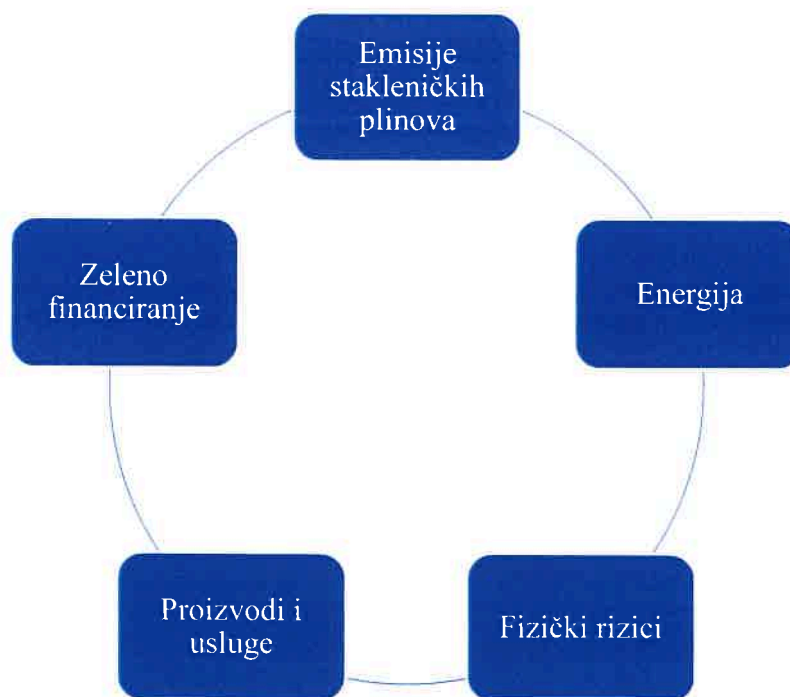 Emisije
stakleničkih
plinova
Energija
Fizički rizici
Proizvodi i
usluge
Zeleno
financiranje